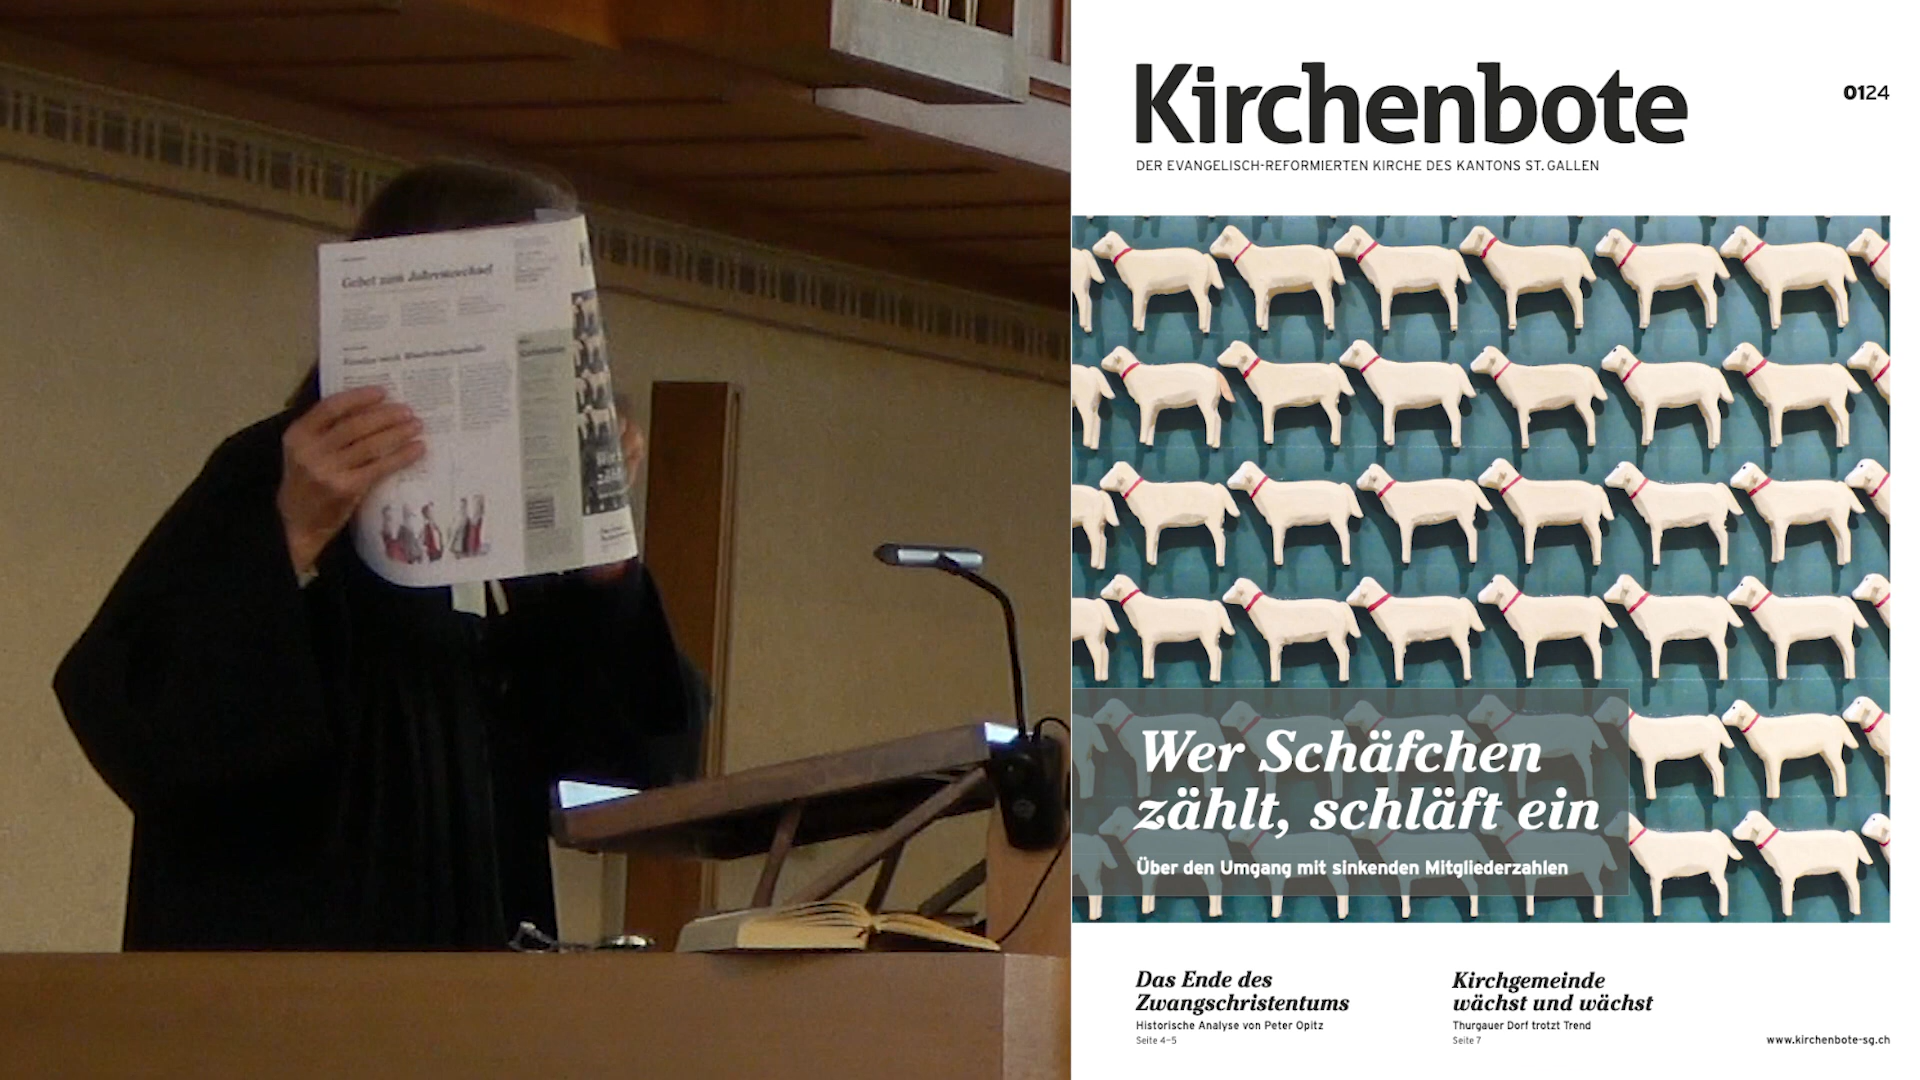 Gebet zum Jahreswechsel
Kirchenbote
0124
DER EVANGELISCH-REFORMIERTEN KIRCHE DES KANTONS ST. GALLEN
Wer Schäfchen
zählt, schläft ein
Über den Umgang mit sinkenden Mitgliederzahlen
Das Ende des
Zwangschristentums
Historische Analyse von Peter Opitz
Seite 4–5
Kirchgemeinde
wächst und wächst
Thurgauer Dorf trotzt Trend
Seite 7
www.kirchenbote-sg.ch